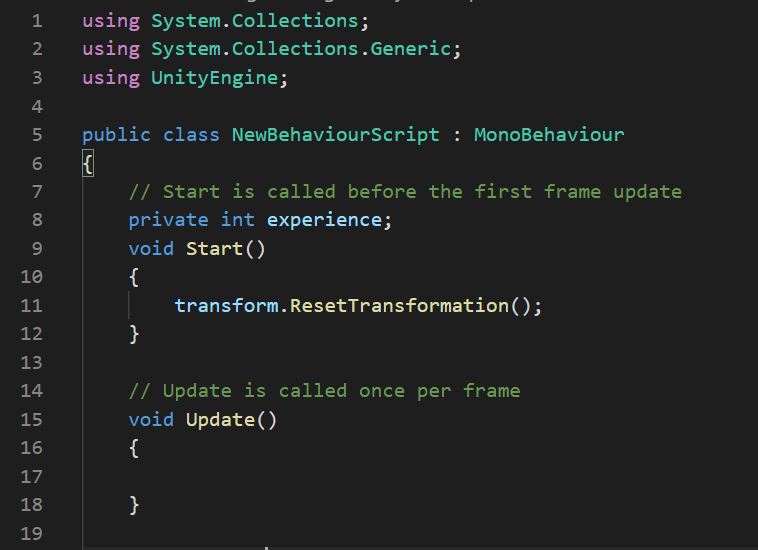 1 using System.Collections;
2 using System.Collections.Generic;
3 using UnityEngine;
4
5 public class NewBehaviourScript : MonoBehaviour
6 {
7 // Start is called before the first frame update
8 private int experience;
9 void Start()
10 {
11 transform.ResetTransformation();
12 }
13
14 // Update is called once per frame
15 void Update()
16 {
17
18 }
19